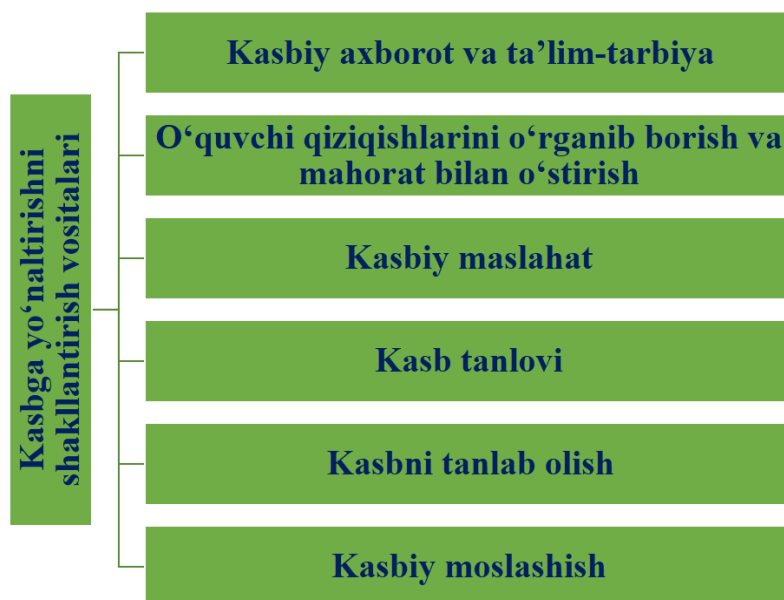 Kasbga yo‘naltirishni
shakllantirish vositalari
Kasbiy axborot va ta’lim-tarbiya
O‘quvchi qiziqishlarini o‘rganib borish va
mahorat bilan o‘stirish
Kasbiy maslahat
Kasb tanlovi
Kasbni tanlab olish
Kasbiy moslashish